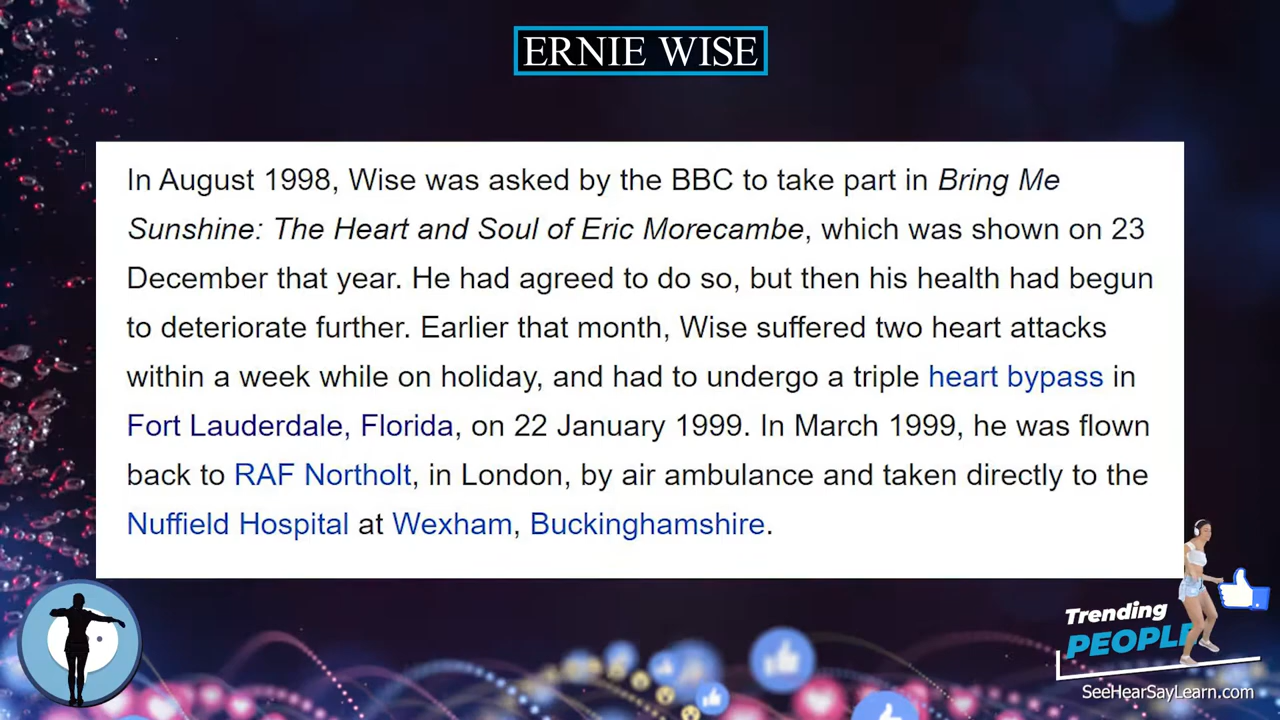 ERNIE WISE
In August 1998, Wise was asked by the BBC to take part in Bring Me
Sunshine: The Heart and Soul of Eric Morecambe, which was shown on 23
December that year. He had agreed to do so, but then his health had begun
to deteriorate further. Earlier that month, Wise suffered two heart attacks
within a week while on holiday, and had to undergo a triple heart bypass in
Fort Lauderdale, Florida, on 22 January 1999. In March 1999, he was flown
back to RAF Northolt, in London, by air ambulance and taken directly to the
Nuffield Hospital at Wexham, Buckinghamshire.
Trending
PEOPLE
SeeHearSayLearn.com